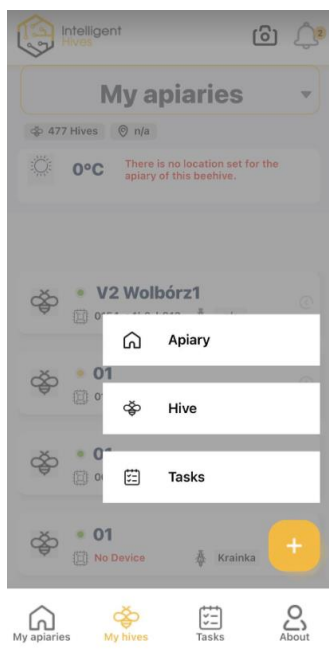 Intelligent
Hives
2
My apiaries
477 Hives n/a
0°C
There is no location set for the
apiary of this beehive.
V2 Wolbórz1
Apiary
01
Hive
01
Tasks
01
No Device Krainka
+
My apiaries My hives Tasks About